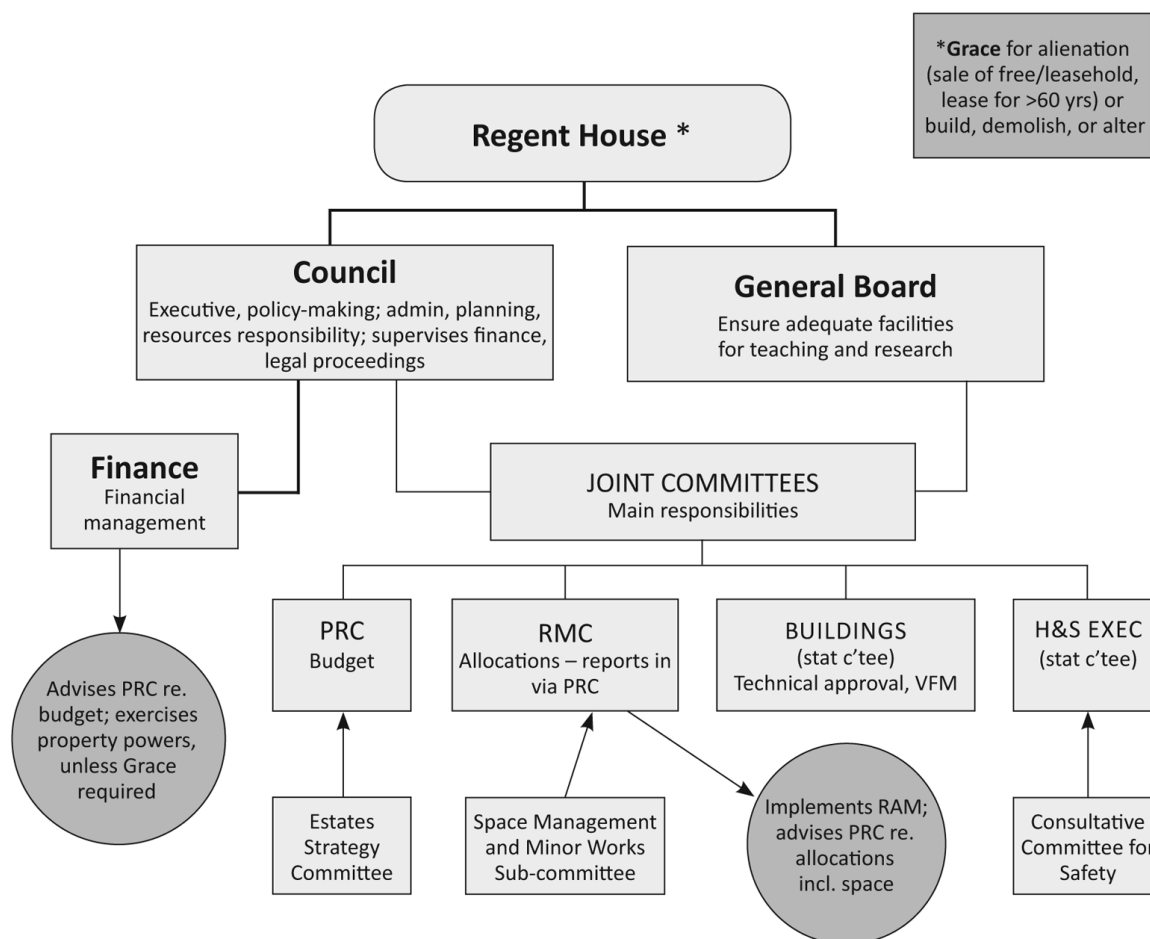 *Grace for alienation
(sale of free/leasehold,
lease for >60 yrs) or
build, demolish, or alter
Regent House *
Council
Executive, policy-making; admin, planning,
resources responsibility; supervises finance,
legal proceedings
General Board
Ensure adequate facilities
for teaching and research
Finance
Financial
management
JOINT COMMITTEES
Main responsibilities
PRC
Budget
RMC
Allocations – reports in
via PRC
BUILDINGS
(stat c’tee)
Technical approval, VFM
H&S EXEC
(stat c’tee)
Advises PRC re.
budget; exercises
property powers,
unless Grace
required
Estates
Strategy
Committee
Space Management
and Minor Works
Sub-committee
Implements RAM;
advises PRC re.
allocations
incl. space
Consultative
Committee for
Safety